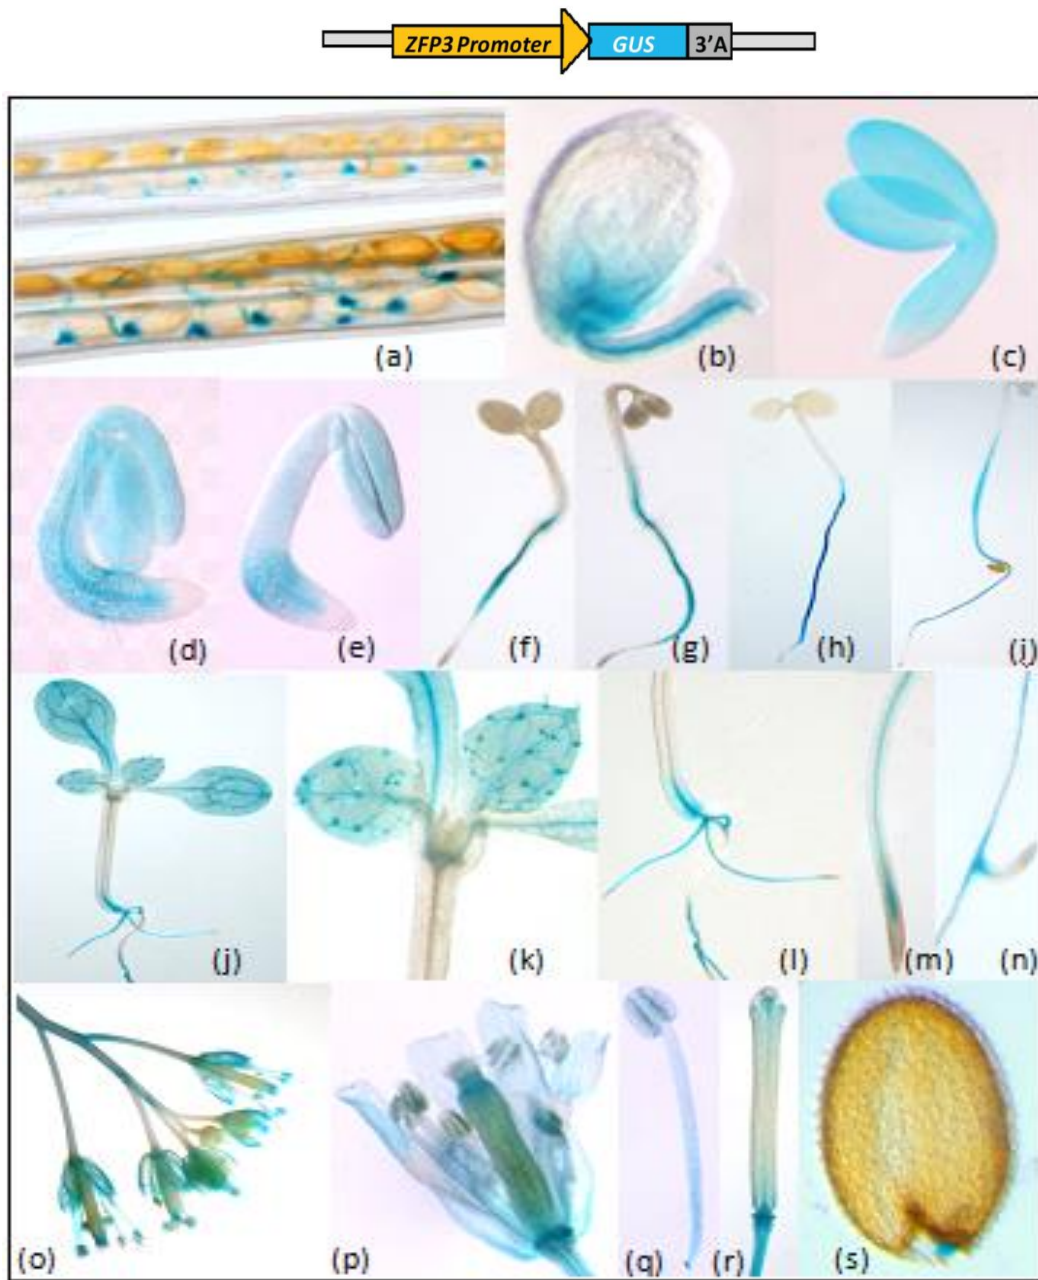 ZFP3 Promoter GUS 3'A
(a) (b) (c)
(d) (e) (f) (g) (h) (i)
(j) (k) (l) (m) (n)
(o) (p) (q) (r) (s)